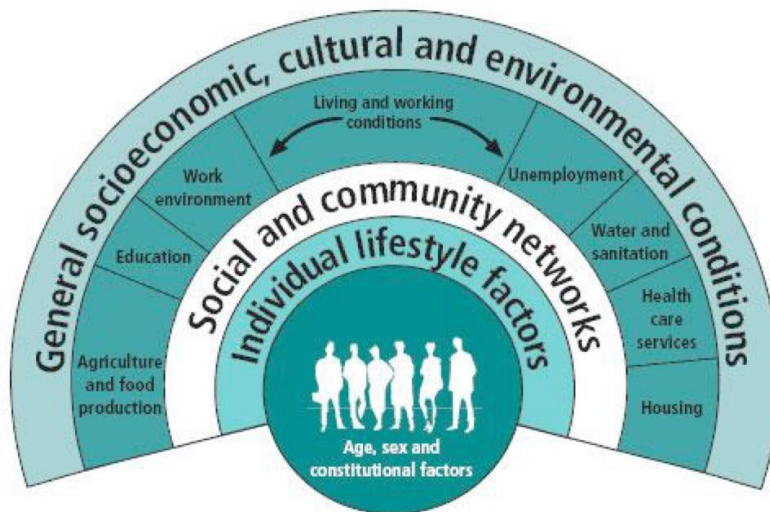 General socioeconomic, cultural and environmental conditions
Living and working
conditions
Work
environment
Unemployment
Education
Water and
sanitation
Agriculture
and food
production
Health
care
services
Housing
Social and community networks
Individual lifestyle factors
Age, sex and
constitutional factors